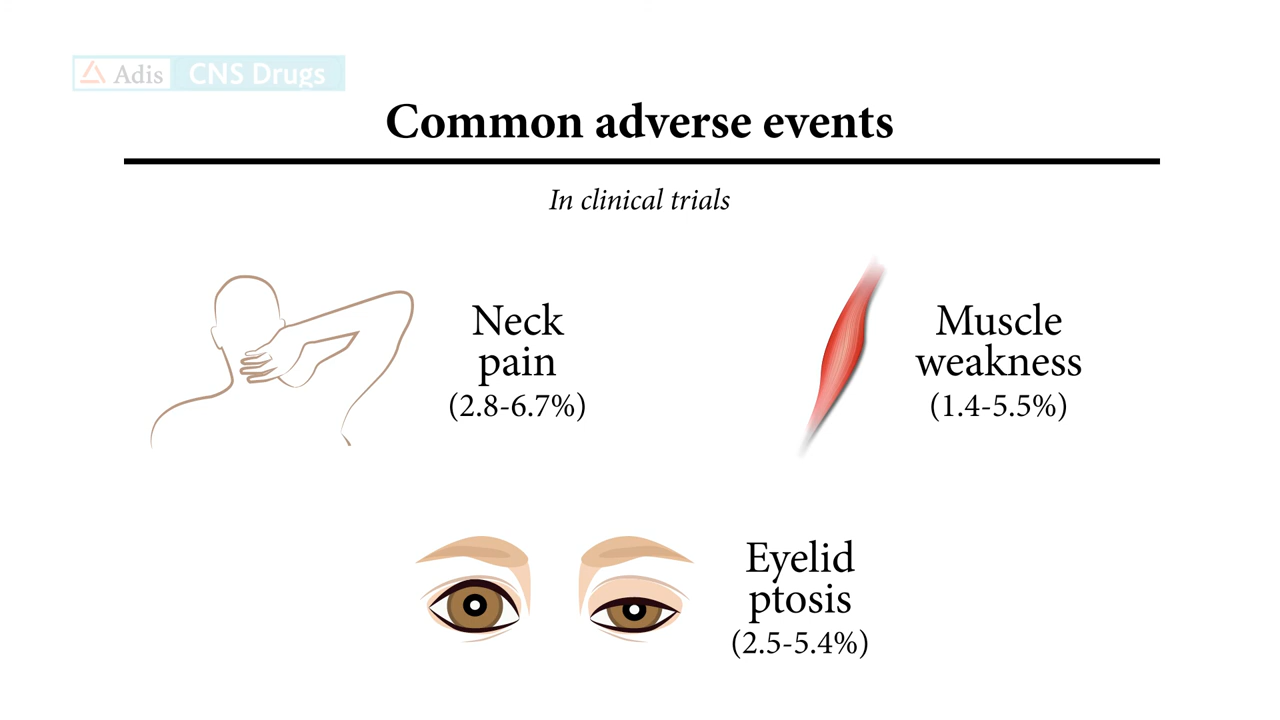 Adis CNS Drugs
Common adverse events
In clinical trials
Neck
pain
(2.8-6.7%)
Muscle
weakness
(1.4-5.5%)
Eyelid
ptosis
(2.5-5.4%)